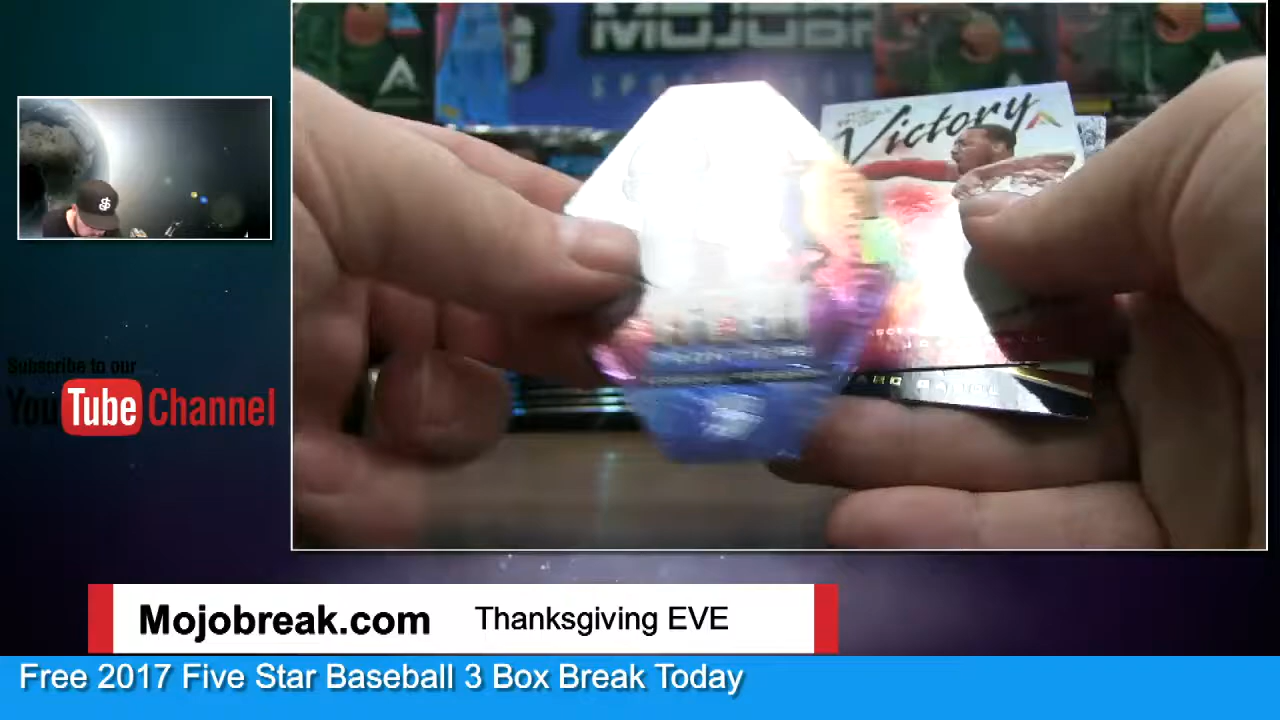 MOJOBR
Victory
Subscribe to our
YouTube Channel
Mojobreak.com
Thanksgiving EVE
Free 2017 Five Star Baseball 3 Box Break Today